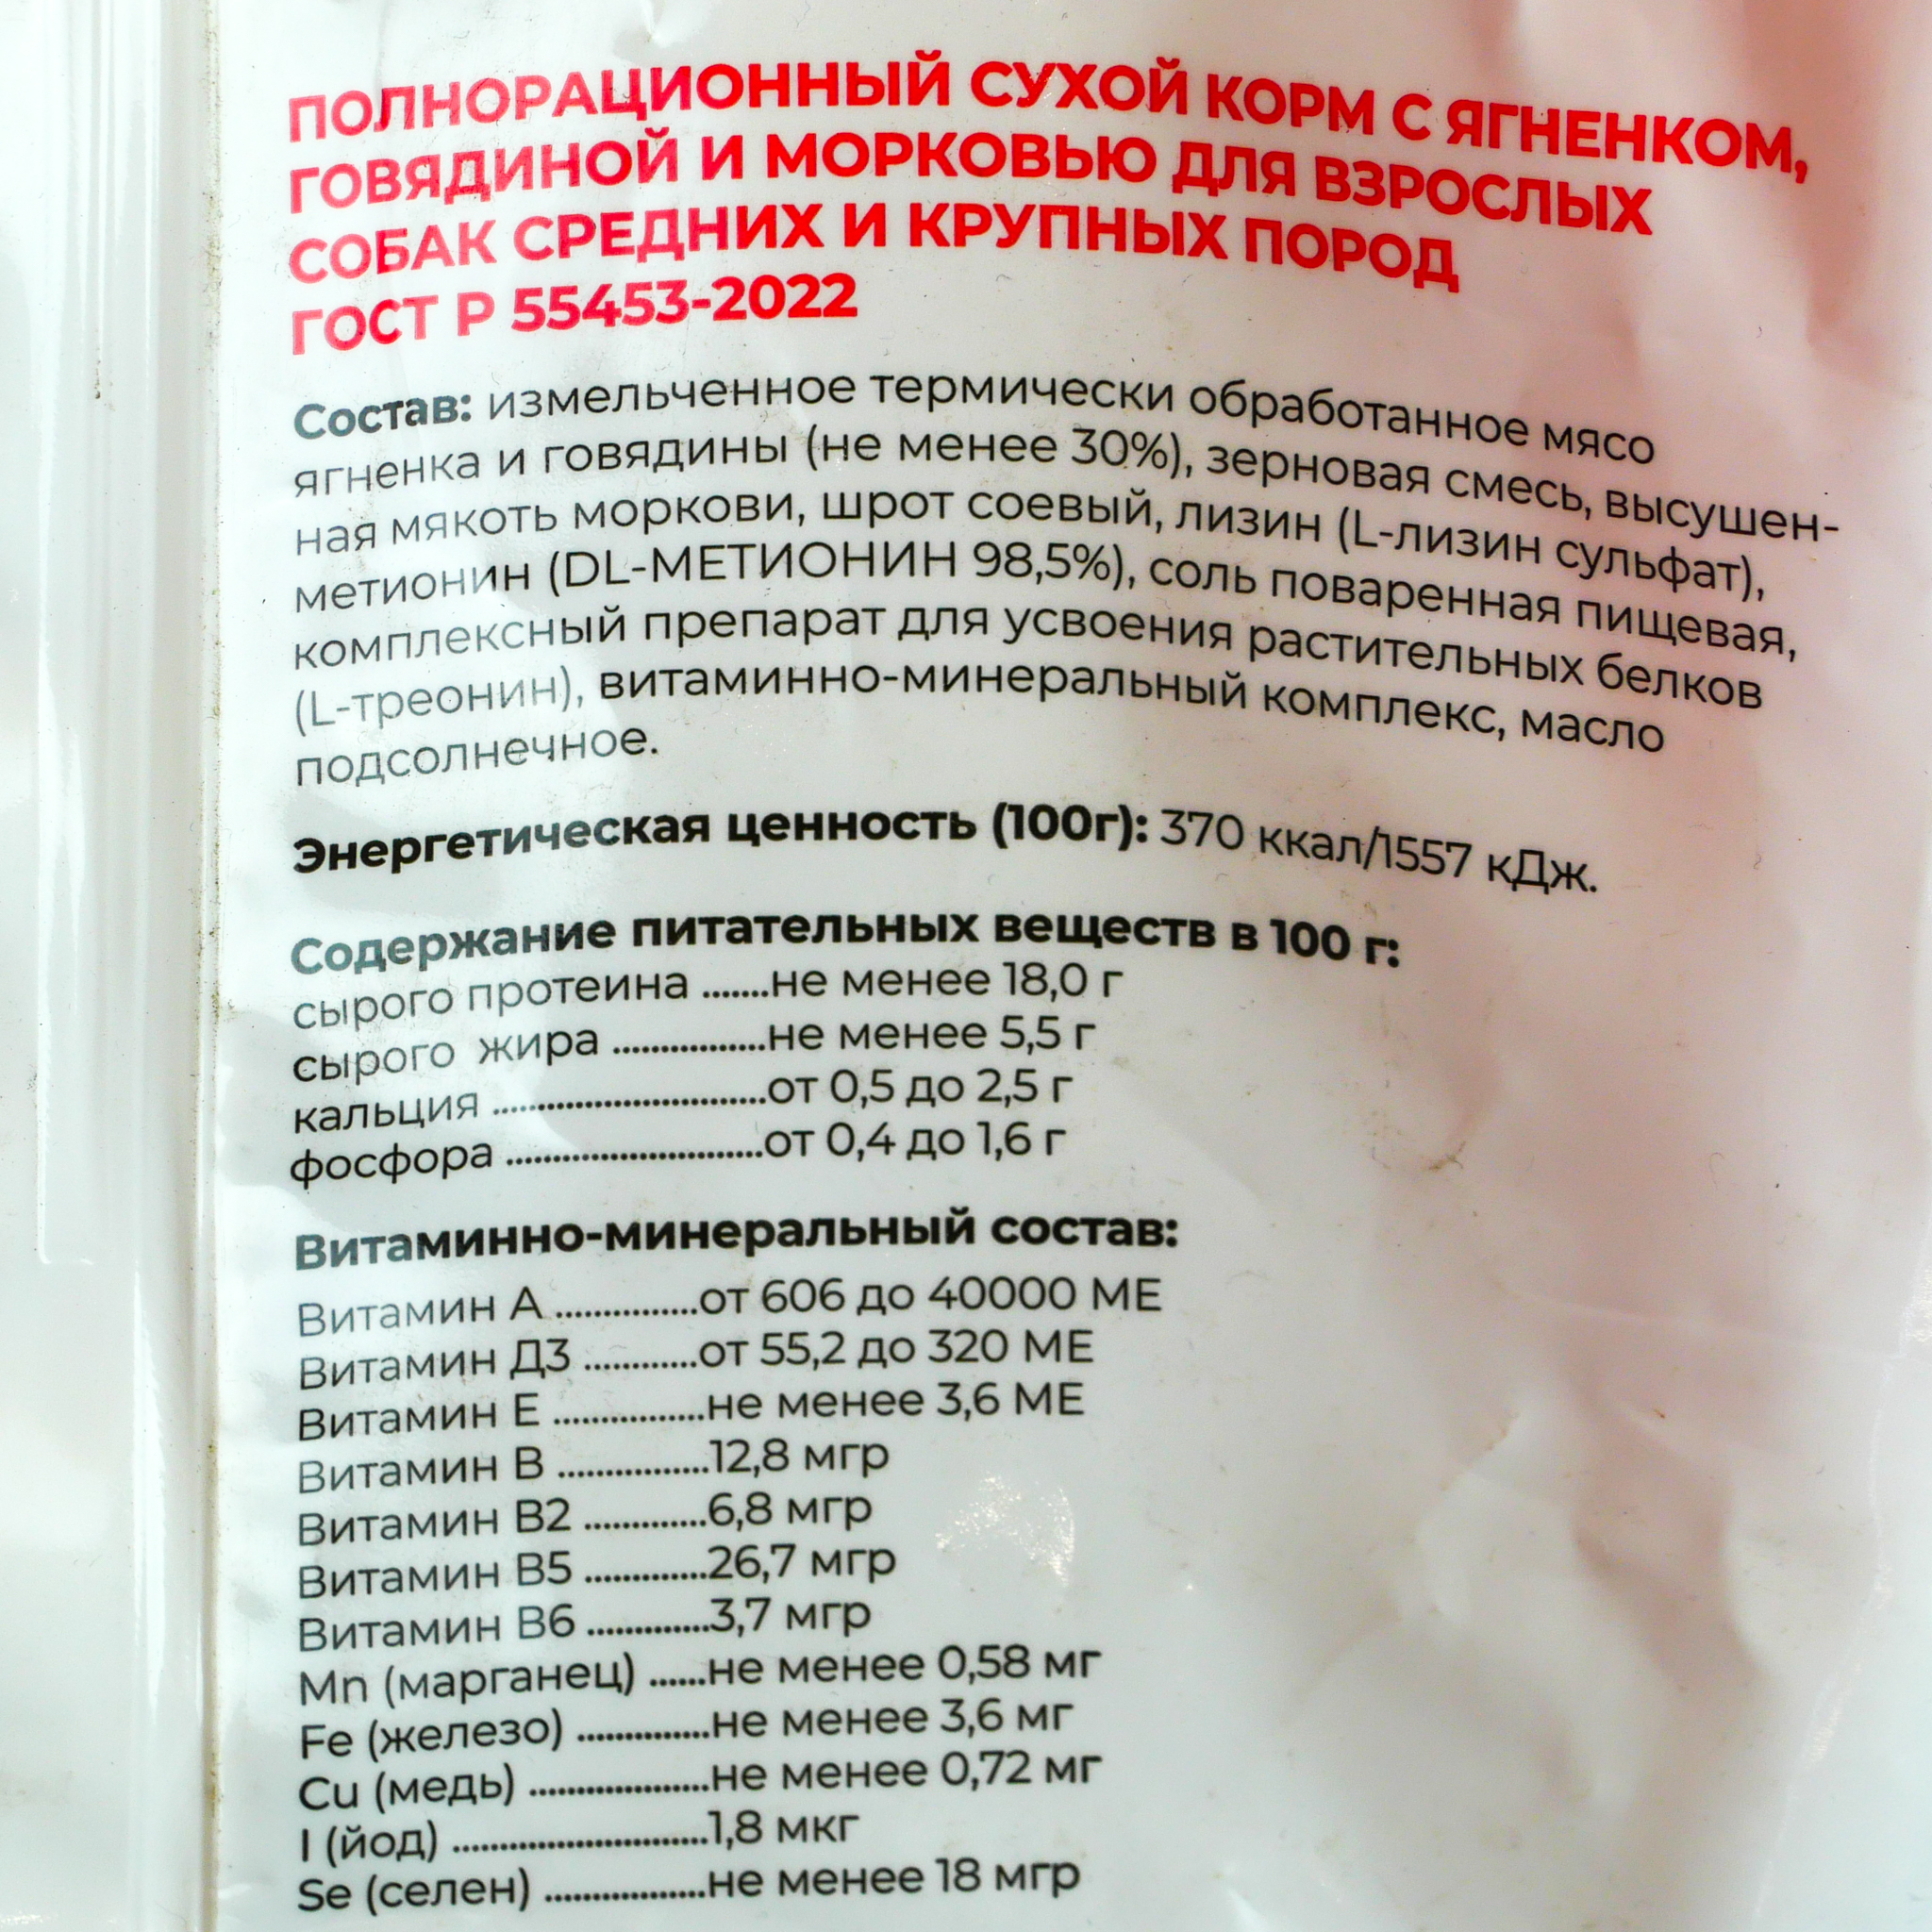 ПОЛНОРАЦИОННЫЙ СУХОЙ КОРМ С ЯГНЕНКОМ,
ГОВЯДИНОЙ И МОРКОВЬЮ ДЛЯ ВЗРОСЛЫХ
СОБАК СРЕДНИХ И КРУПНЫХ ПОРОД
ГОСТ Р 55453-2022
Состав: измельченное термически обработанное мясо
ягненка и говядины (не менее 30%), зерновая смесь, высушен-
ная мякоть моркови, шрот соевый, лизин (L-лизин сульфат),
метионин (DL-МЕТИОНИН 98,5%), соль поваренная пищевая,
комплексный препарат для усвоения растительных белков
(L-треонин), витаминно-минеральный комплекс, масло
подсолнечное.
Энергетическая ценность (100г): 370 ккал/1557 кДж.
Содержание питательных веществ в 100 г:
сырого протеина .......не менее 18,0 г
сырого жира ................не менее 5,5 г
кальция .............................от 0,5 до 2,5 г
фосфора ...........................от 0,4 до 1,6 г
Витаминно-минеральный состав:
Витамин А ...............от 606 до 40000 МЕ
Витамин Д3 ............от 55,2 до 320 МЕ
Витамин Е ................не менее 3,6 МЕ
Витамин В ................12,8 мгр
Витамин В2 .............6,8 мгр
Витамин В5 .............26,7 мгр
Витамин В6 .............3,7 мгр
Mn (марганец) ......не менее 0,58 мг
Fe (железо) ..............не менее 3,6 мг
Cu (медь) ...................не менее 0,72 мг
I (йод) ...........................1,8 мкг
Se (селен) .................не менее 18 мгр